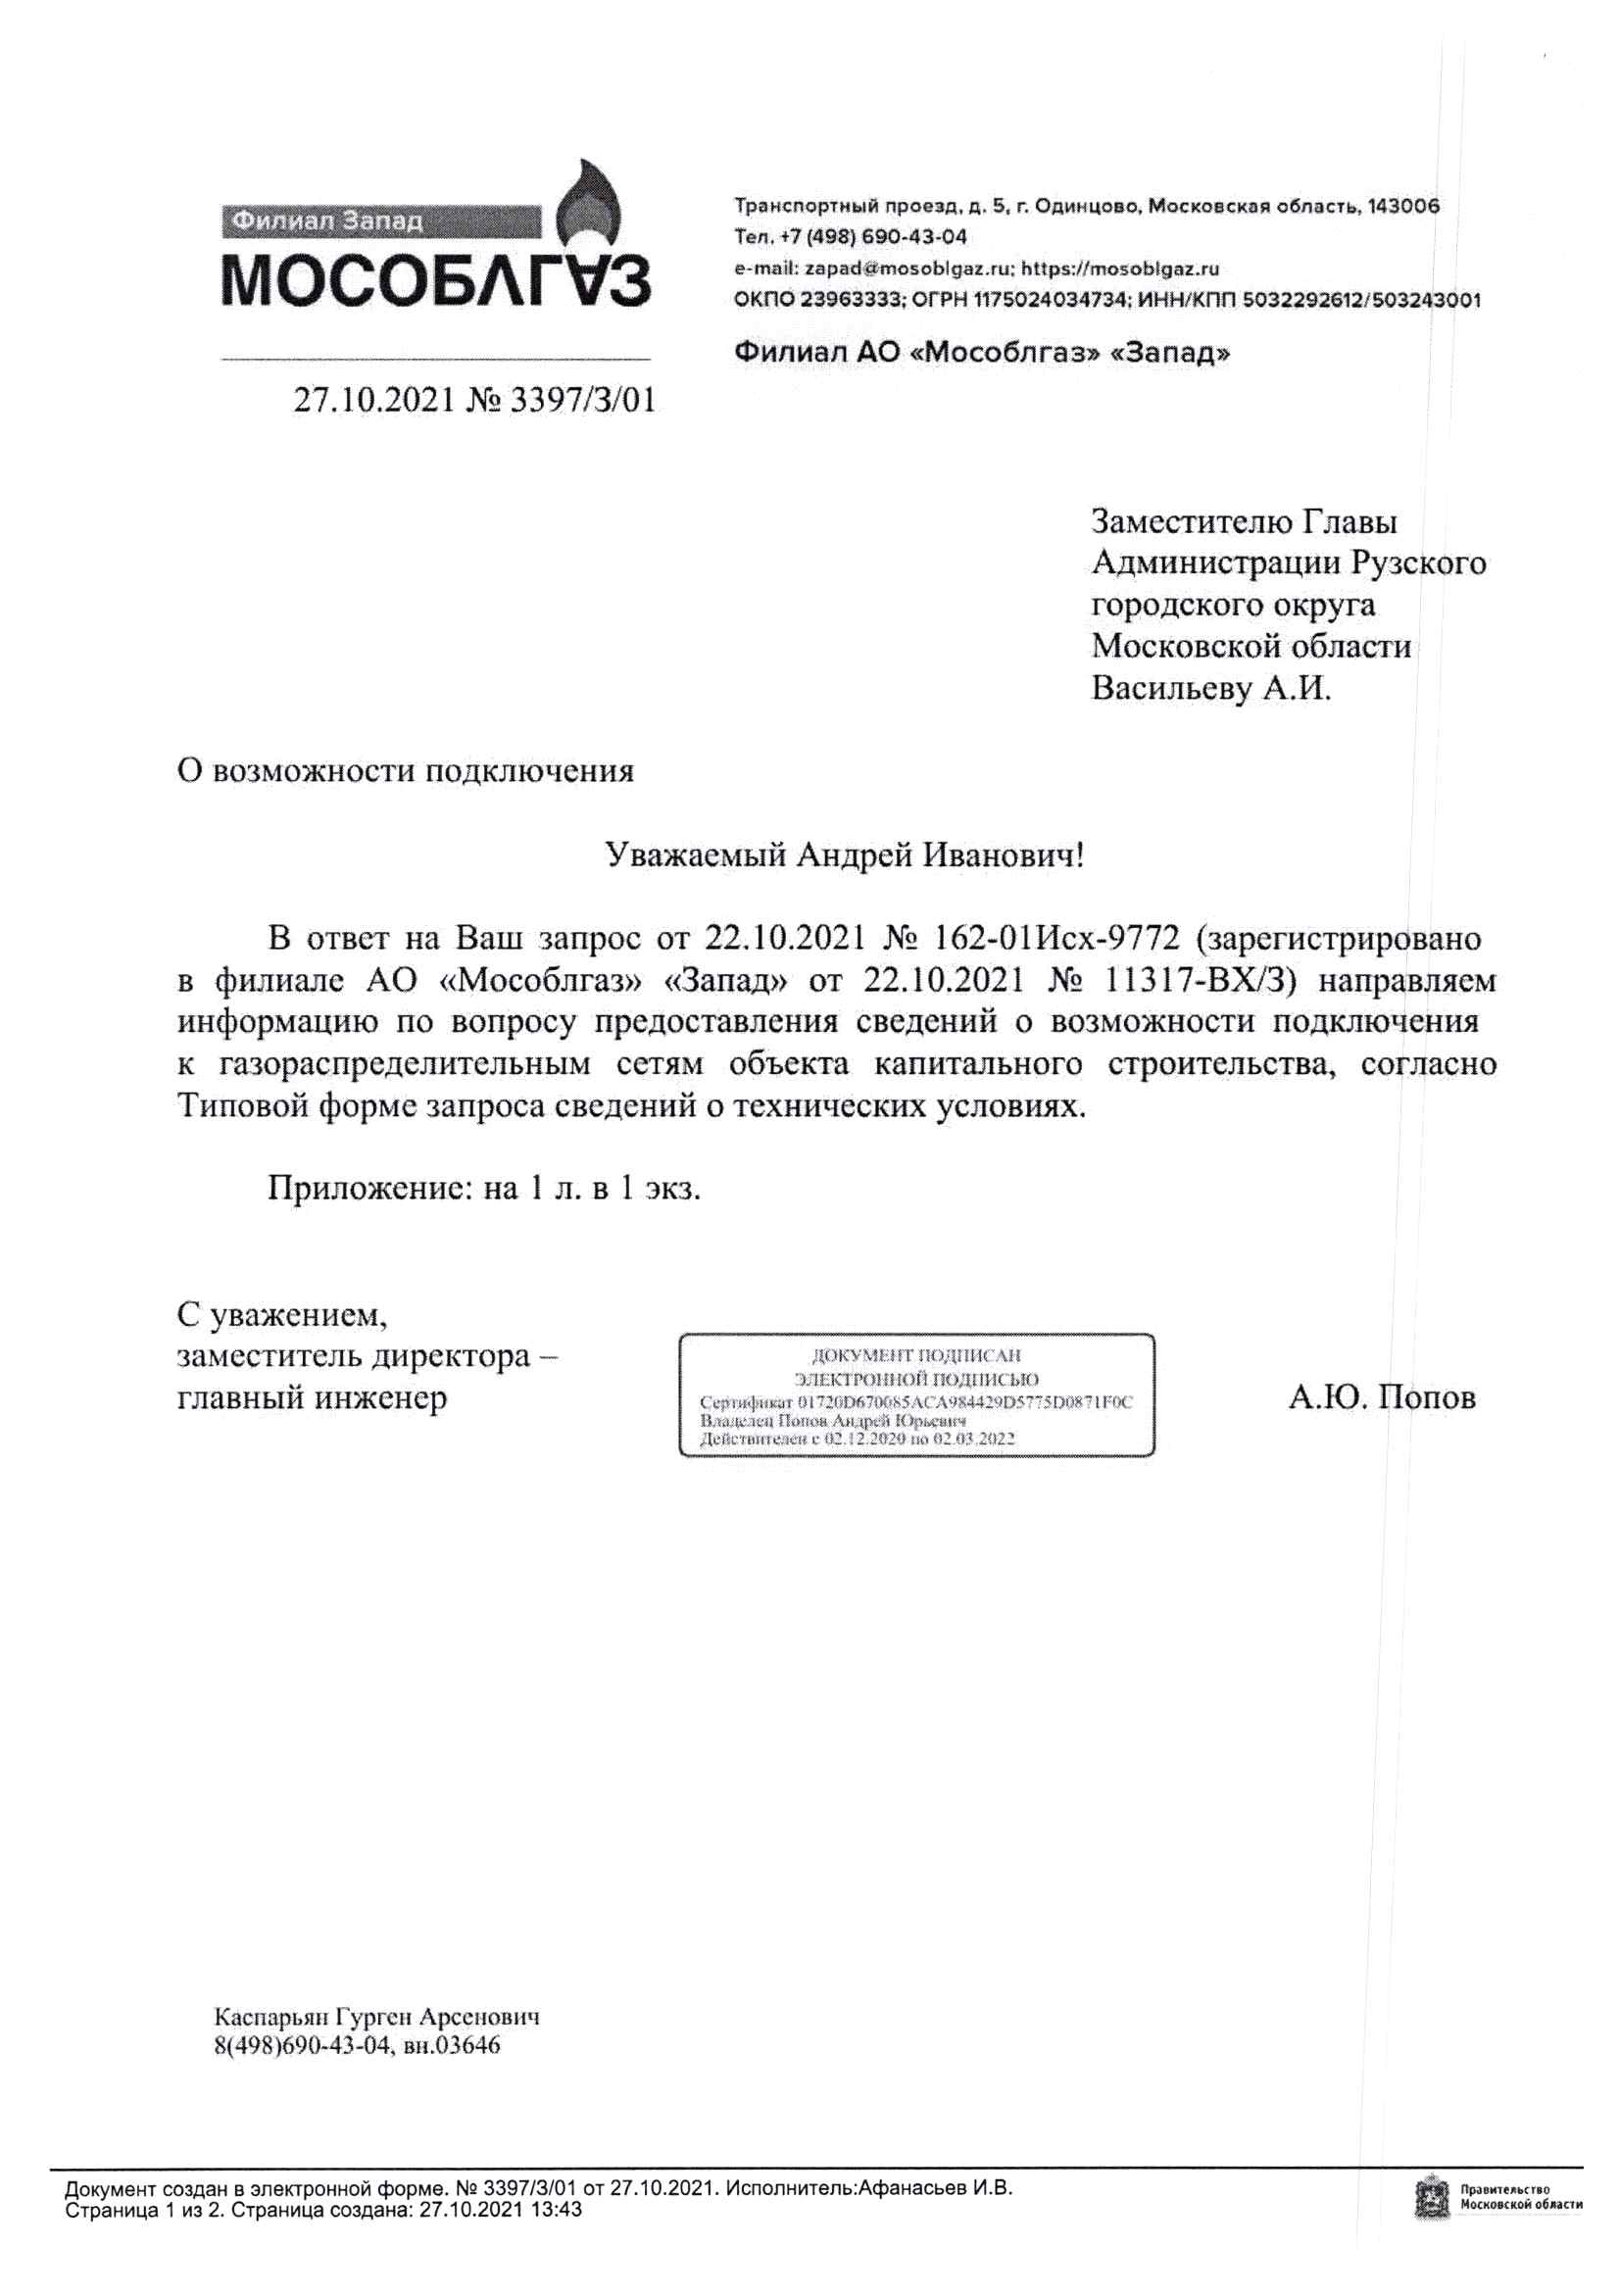 Филиал Запад
МОСОБЛГАЗ
Транспортный проезд, д. 5, г. Одинцово, Московская область, 143006
Тел. +7 (498) 690-43-04
e-mail: zapad@mosoblgaz.ru; https://mosoblgaz.ru
ОКПО 23963333; ОГРН 1175024034734; ИНН/КПП 5032292612/503243001
Филиал АО «Мособлгаз» «Запад»
27.10.2021 № 3397/З/01
Заместителю Главы
Администрации Рузского
городского округа
Московской области
Васильеву А.И.
О возможности подключения
Уважаемый Андрей Иванович!
В ответ на Ваш запрос от 22.10.2021 № 162-01Исх-9772 (зарегистрировано
в филиале АО «Мособлгаз» «Запад» от 22.10.2021 № 11317-ВХ/З) направляем
информацию по вопросу предоставления сведений о возможности подключения
к газораспределительным сетям объекта капитального строительства, согласно
Типовой форме запроса сведений о технических условиях.
Приложение: на 1 л. в 1 экз.
С уважением,
заместитель директора –
главный инженер
ДОКУМЕНТ ПОДПИСАН
ЭЛЕКТРОННОЙ ПОДПИСЬЮ
Сертификат 01720D670085ACA984429D5775D0871F0C
Владелец Попов Андрей Юрьевич
Действителен с 02.12.2020 по 02.03.2022
А.Ю. Попов
Каспарьян Гурген Арсенович
8(498)690-43-04, вн.03646
Документ создан в электронной форме. № 3397/З/01 от 27.10.2021. Исполнитель:Афанасьев И.В.
Страница 1 из 2. Страница создана: 27.10.2021 13:43
Правительство
Московской области